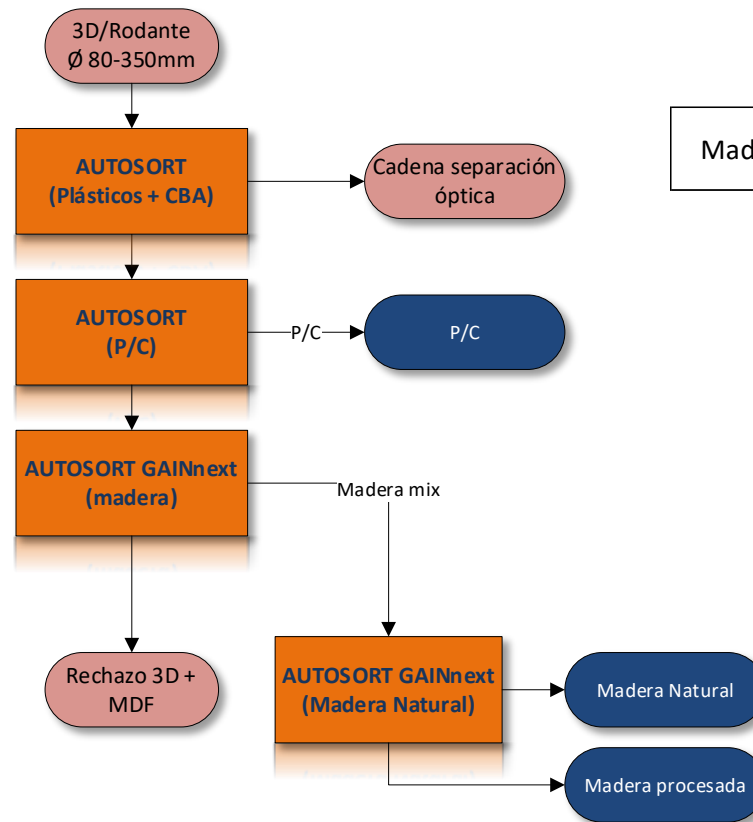 3D/Rodante
Ø 80-350mm
AUTOSORT
(Plásticos + CBA)
Cadena separación
óptica
Mad
AUTOSORT
(P/C)
P/C
P/C
AUTOSORT GAINnext
(madera)
Madera mix
Rechazo 3D +
MDF
AUTOSORT GAINnext
(Madera Natural)
Madera Natural
Madera procesada